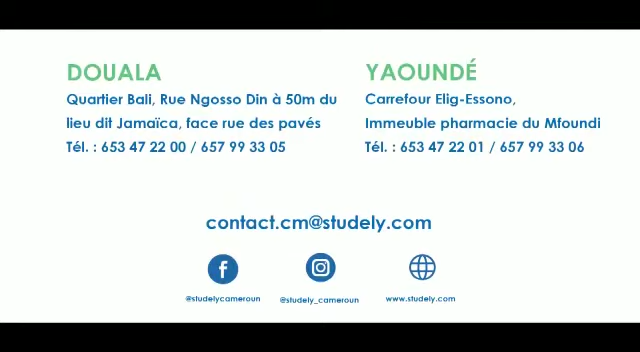 DOUALA
Quartier Bali, Rue Ngosso Din à 50m du
lieu dit Jamaïca, face rue des pavés
Tél. : 653 47 22 00 / 657 99 33 05
YAOUNDÉ
Carrefour Elig-Essono,
Immeuble pharmacie du Mfoundi
Tél. : 653 47 22 01 / 657 99 33 06
contact.cm@studely.com
@studelycameroun
@studely_cameroun
www.studely.com